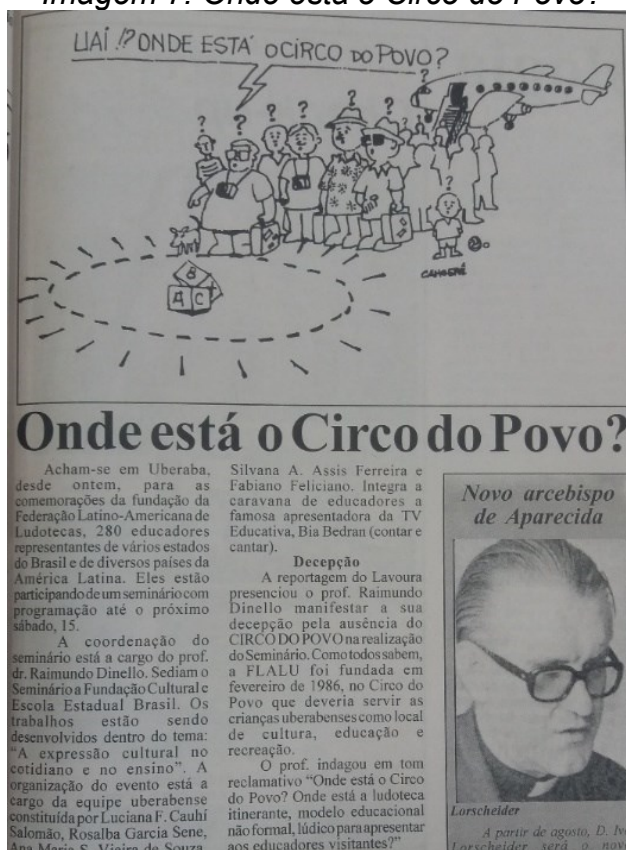 Imagem 7: Onde está o Circo do Povo?
UAÍ!? ONDE ESTÁ O CIRCO DO POVO?
? ? ? ? ? ? ? ?
B
A C
Onde está o Circo do Povo?
Acham-se em Uberaba,
desde ontem, para as
comemorações da fundação da
Federação Latino-Americana de
Ludotecas, 280 educadores
representantes de vários estados
do Brasil e de diversos países da
América Latina. Eles estão
participando de um seminário com
programação até o próximo
sábado, 15.
A coordenação do
seminário está a cargo do prof.
dr. Raimundo Dinello. Sediam o
Seminário a Fundação Cultural e
Escola Estadual Brasil. Os
trabalhos estão sendo
desenvolvidos dentro do tema:
"A expressão cultural no
cotidiano e no ensino". A
organização do evento está a
cargo da equipe uberabense
constituída por Luciana F. Cauhi
Salomão, Rosalba Garcia Sene,
Ana Maria S. Vieira de Souza,
Silvana A. Assis Ferreira e
Fabiano Feliciano. Integra a
caravana de educadores a
famosa apresentadora da TV
Educativa, Bia Bedran (contar e
cantar).
Decepção
A reportagem do Lavoura
presenciou o prof. Raimundo
Dinello manifestar a sua
decepção pela ausência do
CIRCO DO POVO na realização
do Seminário. Como todos sabem,
a FLALU foi fundada em
fevereiro de 1986, no Circo do
Povo que deveria servir as
crianças uberabenses como local
de cultura, educação e
recreação.
O prof. indagou em tom
reclamativo "Onde está o Circo
do Povo? Onde está a ludoteca
itinerante, modelo educacional
não formal, lúdico para apresentar
aos educadores visitantes?"
Novo arcebispo
de Aparecida
Lorscheider
A partir de agosto, D. Ivo
Lorscheider será o novo